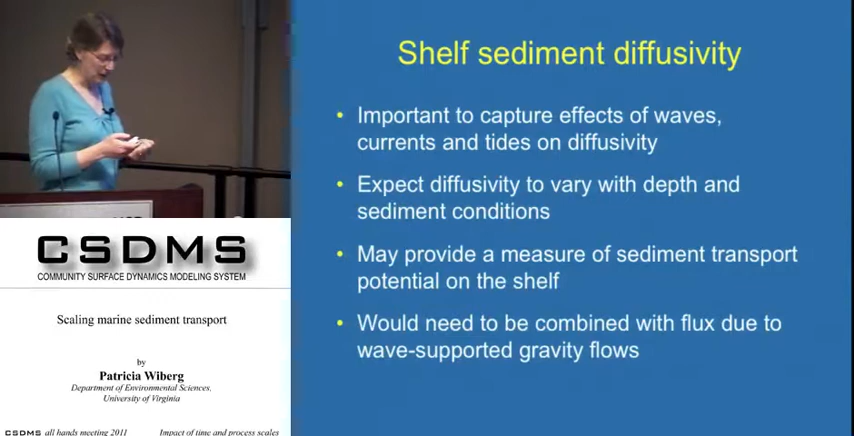 Shelf sediment diffusivity
• Important to capture effects of waves,
currents and tides on diffusivity
• Expect diffusivity to vary with depth and
sediment conditions
• May provide a measure of sediment transport
potential on the shelf
• Would need to be combined with flux due to
wave-supported gravity flows
CSDMS
COMMUNITY SURFACE DYNAMICS MODELING SYSTEM
Scaling marine sediment transport
by
Patricia Wiberg
Department of Environmental Sciences,
University of Virginia
CSDMS all hands meeting 2011 Impact of time and process scales